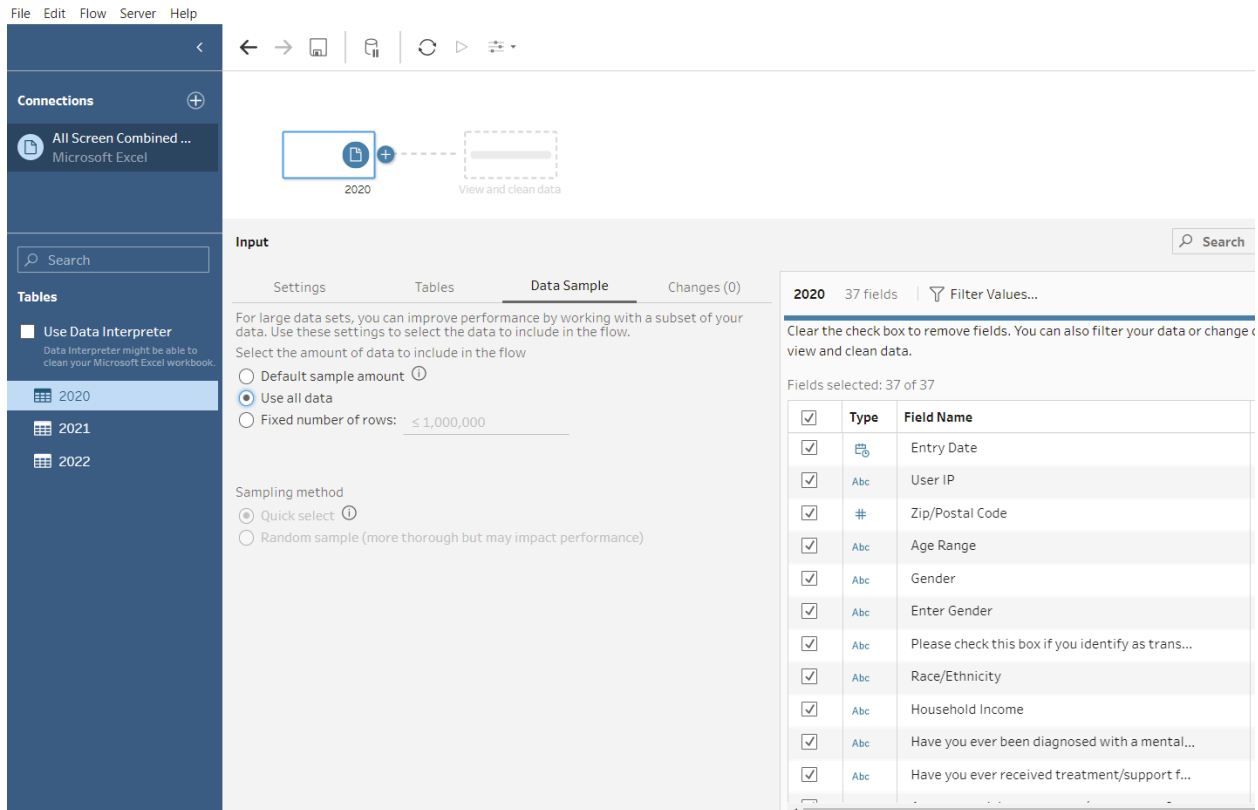 File Edit Flow Server Help
Connections
All Screen Combined ...
Microsoft Excel
2020
View and clean data
Search
Tables
Use Data Interpreter
Data Interpreter might be able to
clean your Microsoft Excel workbook.
2020
2021
2022
Input
Search
Settings
Tables
Data Sample
Changes (0)
For large data sets, you can improve performance by working with a subset of your
data. Use these settings to select the data to include in the flow.
Select the amount of data to include in the flow
Default sample amount
Use all data
Fixed number of rows: ≤ 1,000,000
Sampling method
Quick select
Random sample (more thorough but may impact performance)
2020 37 fields Filter Values...
Clear the check box to remove fields. You can also filter your data or change
view and clean data.
Fields selected: 37 of 37
Type Field Name
Entry Date
Abc User IP
# Zip/Postal Code
Abc Age Range
Abc Gender
Abc Enter Gender
Abc Please check this box if you identify as trans...
Abc Race/Ethnicity
Abc Household Income
Abc Have you ever been diagnosed with a mental...
Abc Have you ever received treatment/support f...